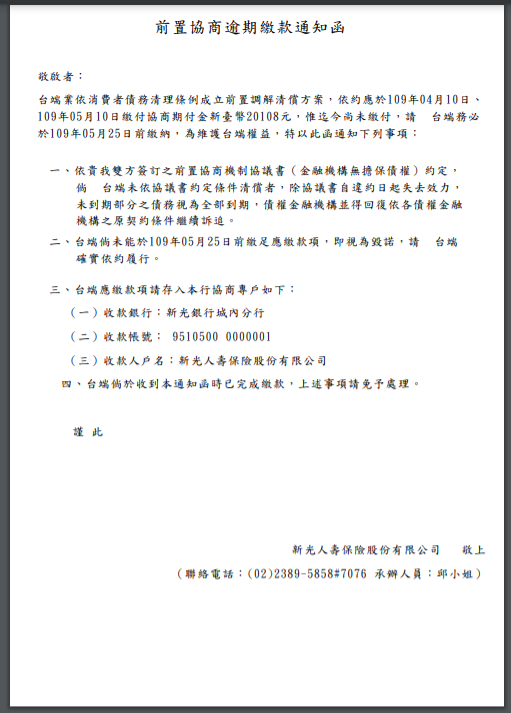 前置協商逾期繳款通知函
敬啟者：
台端業依消費者債務清理條例成立前置調解清償方案，依約應於109年04月10日、
109年05月10日繳付協商期付金新臺幣20108元，惟迄今尚未繳付，請　台端務必
於109年05月25日前繳納，為維護台端權益，特以此函通知下列事項：
一、依貴我雙方簽訂之前置協商機制協議書（金融機構無擔保債權）約定，
倘　台端未依協議書約定條件清償者，除協議書自違約日起失去效力，
未到期部分之債務視為全部到期，債權金融機構並得回復依各債權金融
機構之原契約條件繼續訴追。
二、台端倘未能於109年05月25日前繳足應繳款項，即視為毀諾，請　台端
確實依約履行。
三、台端應繳款項請存入本行協商專戶如下：
（一）收款銀行：新光銀行城內分行
（二）收款帳號： 9510500 0000001
（三）收款人戶名：新光人壽保險股份有限公司
四、台端倘於收到本通知函時已完成繳款，上述事項請免予處理。
謹 此
新光人壽保險股份有限公司　敬上
（聯絡電話：(02)2389-5858#7076 承辦人員：邱小姐）